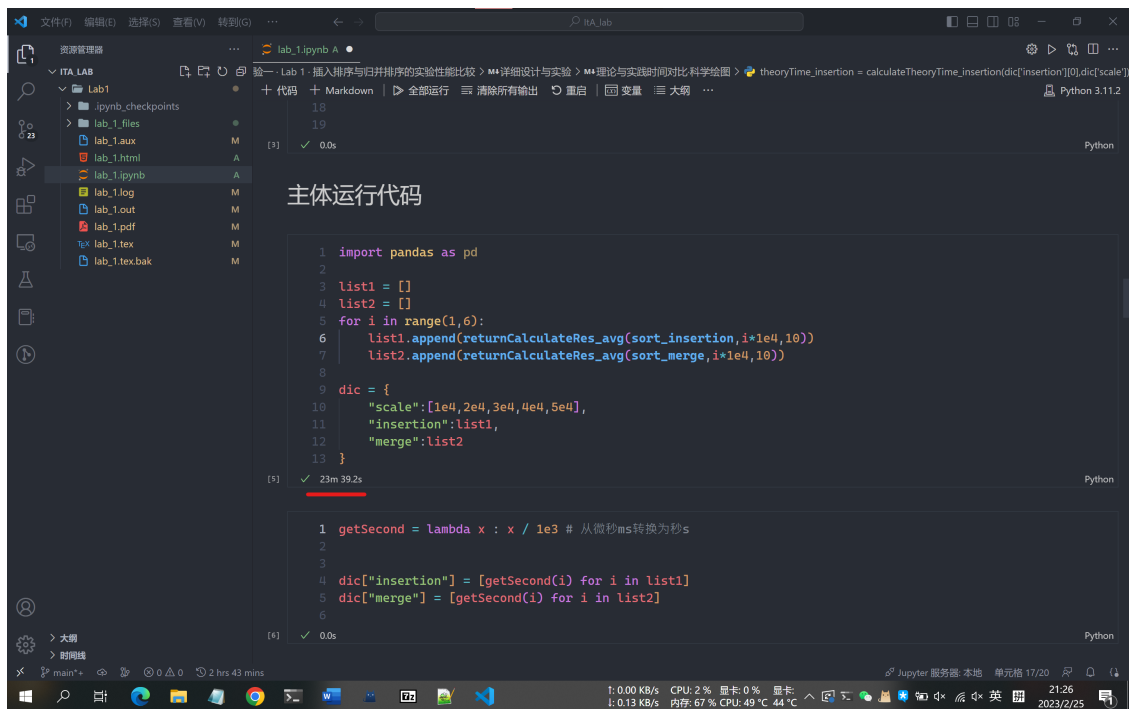 文件(F) 编辑(E) 选择(S) 查看(V) 转到(G) ··· ItA_lab
资源管理器 ···
lab_1.ipynb A
ITA_LAB
验一 - Lab 1 - 插入排序与归并排序的实验性能比较 > M↓详细设计与实验 > M↓理论与实践时间对比·科学绘图 > theoryTime_insertion = calculateTheoryTime_insertion(dic['insertion'][0],dic['scale'])
Lab1
+ 代码 + Markdown 全部运行 清除所有输出 重启 变量 大纲 ··· Python 3.11.2
.ipynb_checkpoints
lab_1_files
lab_1.aux M
lab_1.html A
lab_1.ipynb A
lab_1.log M
lab_1.out M
lab_1.pdf M
TEX lab_1.tex M
lab_1.tex.bak M
1
23
18
19
[3] ✓ 0.0s Python
主体运行代码
1 import pandas as pd
2
3 list1 = []
4 list2 = []
5 for i in range(1,6):
6 list1.append(returnCalculateRes_avg(sort_insertion,i*1e4,10))
7 list2.append(returnCalculateRes_avg(sort_merge,i*1e4,10))
8
9 dic = {
10 "scale":[1e4,2e4,3e4,4e4,5e4],
11 "insertion":list1,
12 "merge":list2
13 }
[5] ✓ 23m 39.2s Python
1 getSecond = lambda x : x / 1e3 # 从微秒ms转换为秒s
2
3
4 dic["insertion"] = [getSecond(i) for i in list1]
5 dic["merge"] = [getSecond(i) for i in list2]
6
[6] ✓ 0.0s Python
大纲
时间线
main*+ 0 0 2 hrs 43 mins Jupyter 服务器: 本地 单元格 17/20
↑: 0.00 KB/s CPU: 2 % 显卡: 0 % 显卡:
↓: 0.13 KB/s 内存: 67 % CPU: 49 °C 44 °C
英
21:26
2023/2/25
1